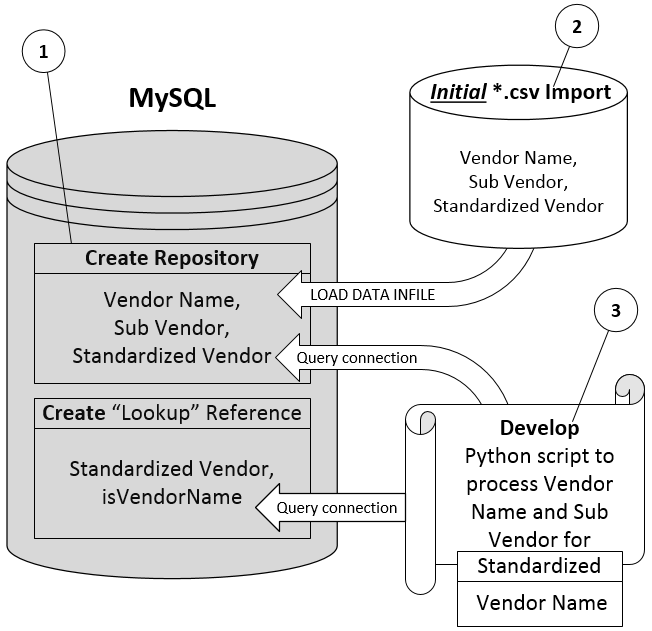 1
2
MySQL
Initial *.csv Import
Vendor Name,
Sub Vendor,
Standardized Vendor
Create Repository
Vendor Name,
Sub Vendor,
Standardized Vendor
LOAD DATA INFILE
3
Query connection
Create “Lookup” Reference
Standardized Vendor,
isVendorName
Query connection
Develop
Python script to
process Vendor
Name and Sub
Vendor for
Standardized
Vendor Name